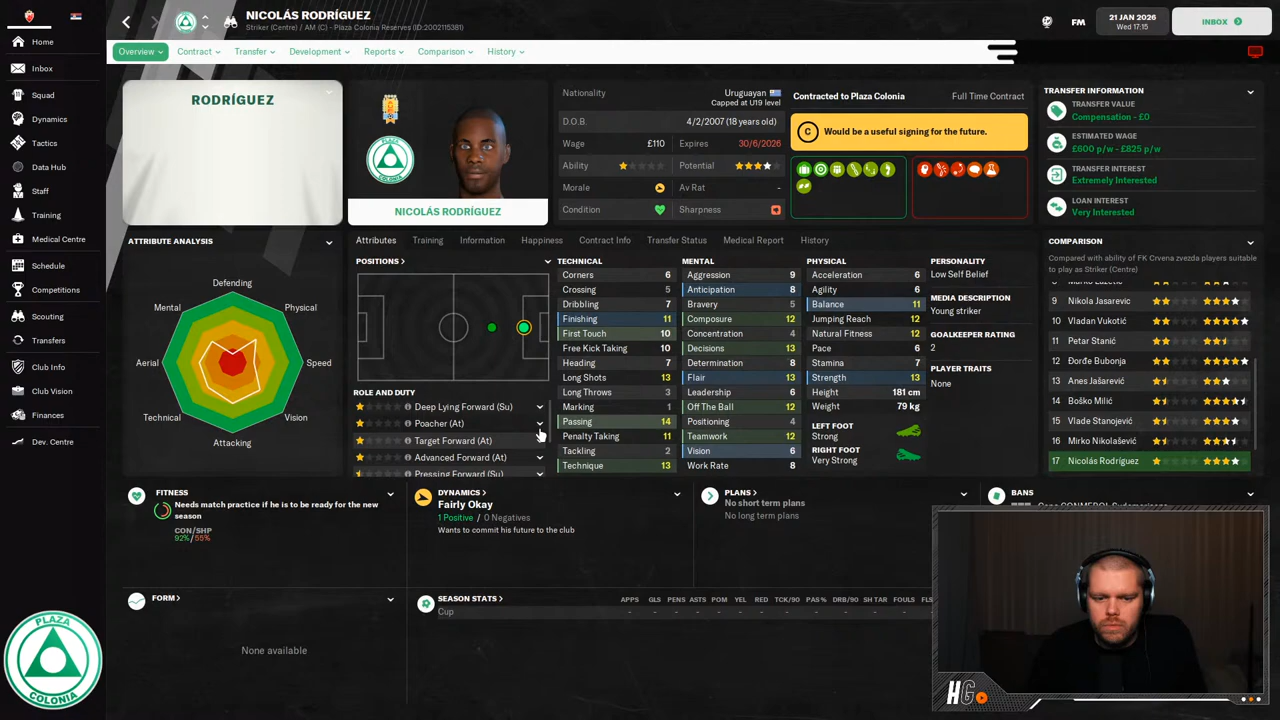 NICOLÁS RODRÍGUEZ
Striker (Centre) / AM (C) - Plaza Colonia Reserves (ID:2002115381)
FM
21 JAN 2026
Wed 17:15
INBOX
Home
Inbox
Squad
Dynamics
Tactics
Data Hub
Staff
Training
Medical Centre
Schedule
Competitions
Scouting
Transfers
Club Info
Club Vision
Finances
Dev. Centre
PLAZA
COLONIA
Overview
Contract
Transfer
Development
Reports
Comparison
History
RODRÍGUEZ
PLAZA
COLONIA
NICOLÁS RODRÍGUEZ
Nationality Uruguayan
Capped at U19 level
D.O.B. 4/2/2007 (18 years old)
Wage £110 Expires 30/6/2026
Ability Potential
Morale Av Rat -
Condition Sharpness
Contracted to Plaza Colonia Full Time Contract
C Would be a useful signing for the future.
TRANSFER INFORMATION
TRANSFER VALUE
Compensation - £0
ESTIMATED WAGE
£600 p/w - £825 p/w
TRANSFER INTEREST
Extremely Interested
LOAN INTEREST
Very Interested
ATTRIBUTE ANALYSIS
Defending
Physical
Speed
Vision
Attacking
Technical
Aerial
Mental
Attributes Training Information Happiness Contract Info Transfer Status Medical Report History
POSITIONS
ROLE AND DUTY
Deep Lying Forward (Su)
Poacher (At)
Target Forward (At)
Advanced Forward (At)
Pressing Forward (Su)
TECHNICAL
Corners 6
Crossing 5
Dribbling 7
Finishing 11
First Touch 10
Free Kick Taking 10
Heading 7
Long Shots 13
Long Throws 3
Marking 1
Passing 14
Penalty Taking 11
Tackling 2
Technique 13
MENTAL
Aggression 9
Anticipation 8
Bravery 5
Composure 12
Concentration 4
Decisions 13
Determination 8
Flair 13
Leadership 6
Off The Ball 12
Positioning 4
Teamwork 12
Vision 6
Work Rate 8
PHYSICAL
Acceleration 6
Agility 6
Balance 11
Jumping Reach 12
Natural Fitness 12
Pace 6
Stamina 7
Strength 13
Height 181 cm
Weight 79 kg
LEFT FOOT
Strong
RIGHT FOOT
Very Strong
PERSONALITY
Low Self Belief
MEDIA DESCRIPTION
Young striker
GOALKEEPER RATING
2
PLAYER TRAITS
None
COMPARISON
Compared with ability of FK Crvena zvezda players suitable
to play as Striker (Centre)
9 Nikola Jasarevic
10 Vladan Vukotić
11 Petar Stanić
12 Đorđe Bubonja
13 Anes Jašarević
14 Boško Milić
15 Vlade Stanojević
16 Mirko Nikolašević
17 Nicolás Rodríguez
FITNESS
Needs match practice if he is to be ready for the new
season
CON/SHP
92%/55%
DYNAMICS
Fairly Okay
1 Positive / 0 Negatives
Wants to commit his future to the club
PLANS
No short term plans
No long term plans
BANS
FORM
None available
SEASON STATS APPS GLS PENS ASTS POM YEL RED TCK/90 PAS % DRB/90 SH TAR FOULS
Cup - - - - - - - - - - - -
HG